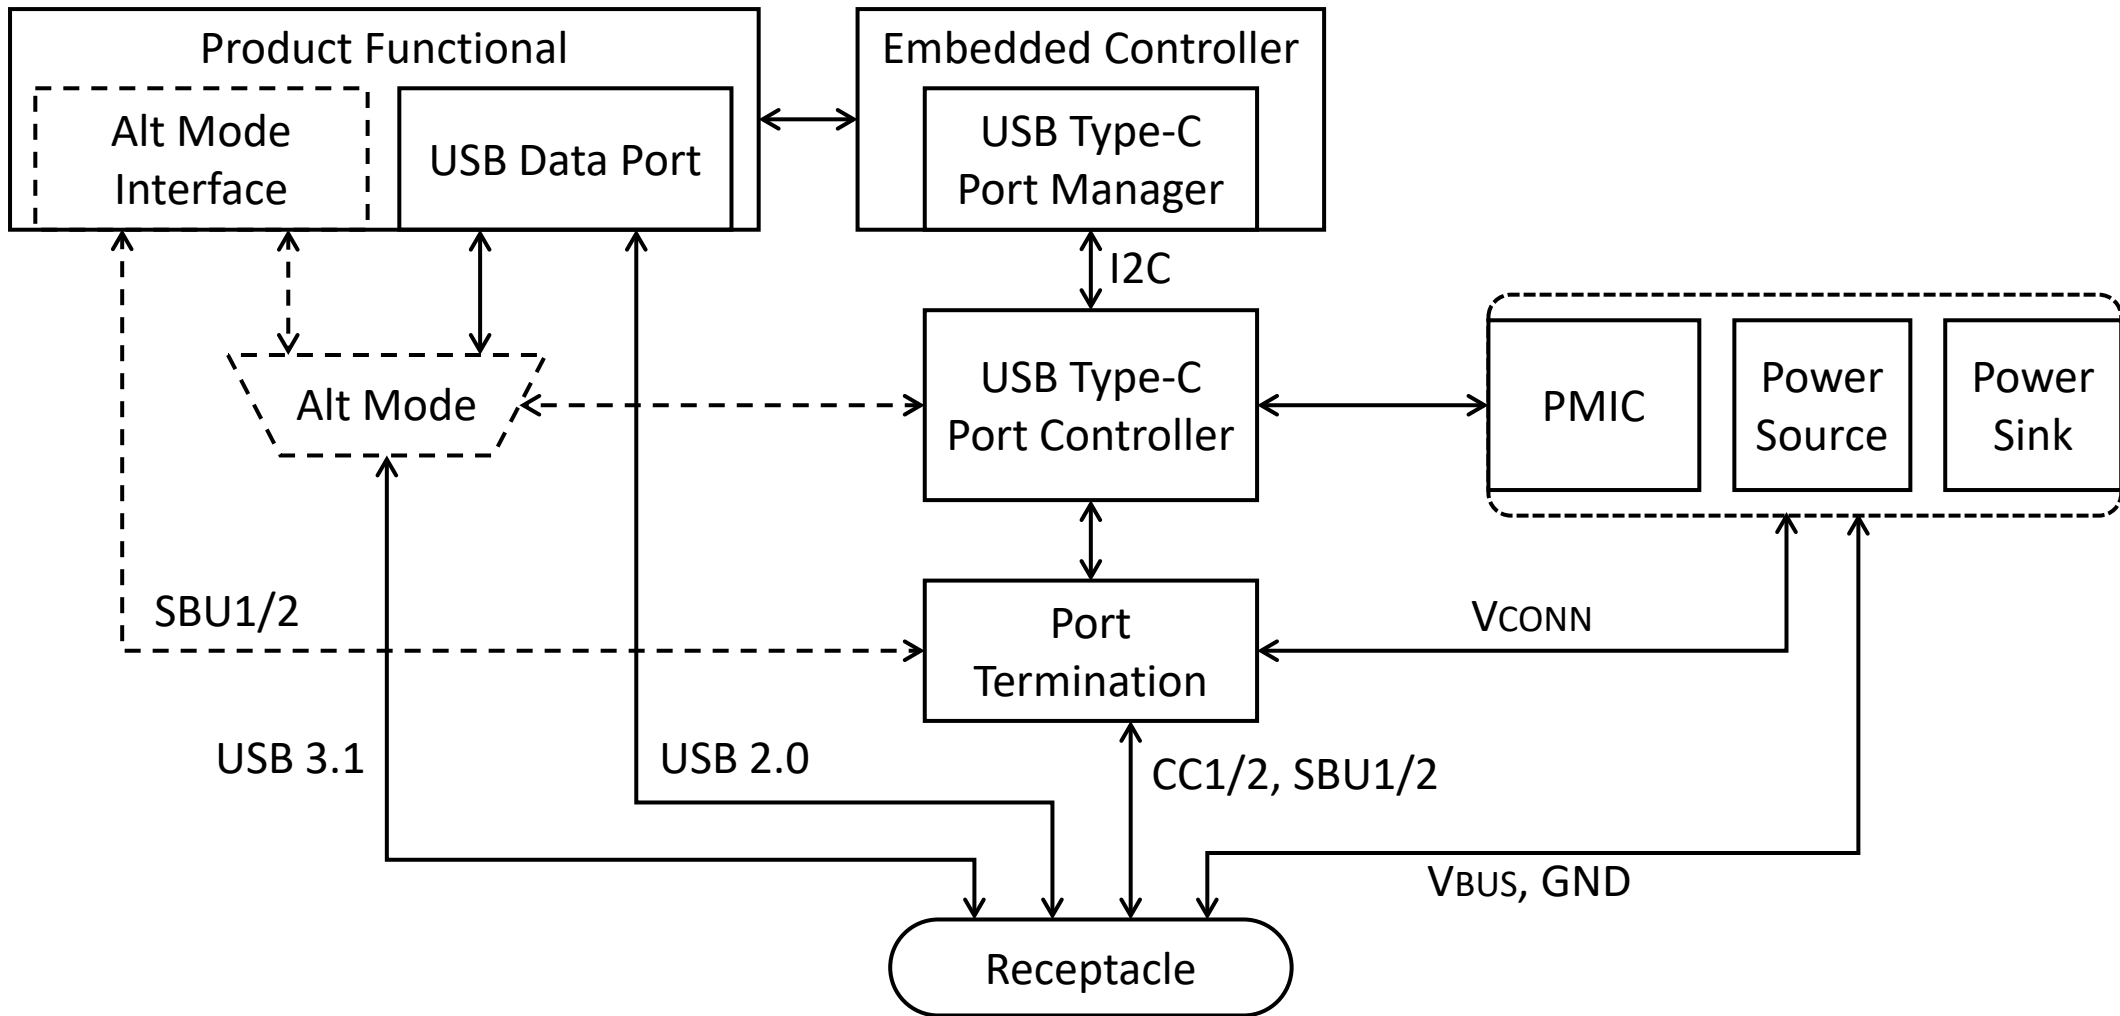 Product Functional
Embedded Controller
Alt Mode
Interface
USB Data Port
USB Type-C
Port Manager
I2C
Alt Mode
USB Type-C
Port Controller
PMIC
Power
Source
Power
Sink
SBU1/2
Port
Termination
VCONN
USB 3.1
USB 2.0
CC1/2, SBU1/2
VBUS, GND
Receptacle